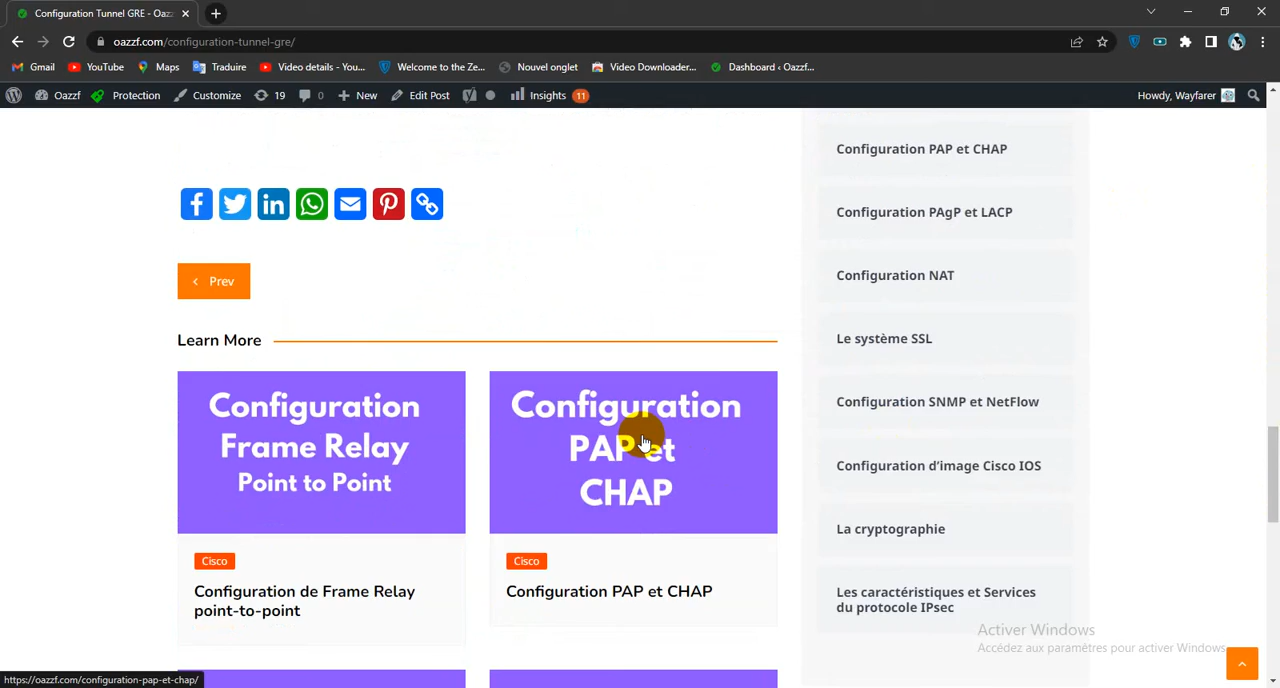 Configuration Tunnel GRE - Oaz
oazzf.com/configuration-tunnel-gre/
Gmail
YouTube
Maps
Traduire
Video details - You...
Welcome to the Ze...
Nouvel onglet
Video Downloader...
Dashboard ‹ Oazzf...
Oazzf
Protection
Customize
19
0
New
Edit Post
Insights
11
Howdy, Wayfarer
Prev
Learn More
Configuration
Frame Relay
Point to Point
Cisco
Configuration de Frame Relay
point-to-point
Configuration
PAP et
CHAP
Cisco
Configuration PAP et CHAP
Configuration PAP et CHAP
Configuration PAgP et LACP
Configuration NAT
Le système SSL
Configuration SNMP et NetFlow
Configuration d’image Cisco IOS
La cryptographie
Les caractéristiques et Services
du protocole IPsec
Activer Windows
Accédez aux paramètres pour activer Windows.
https://oazzf.com/configuration-pap-et-chap/